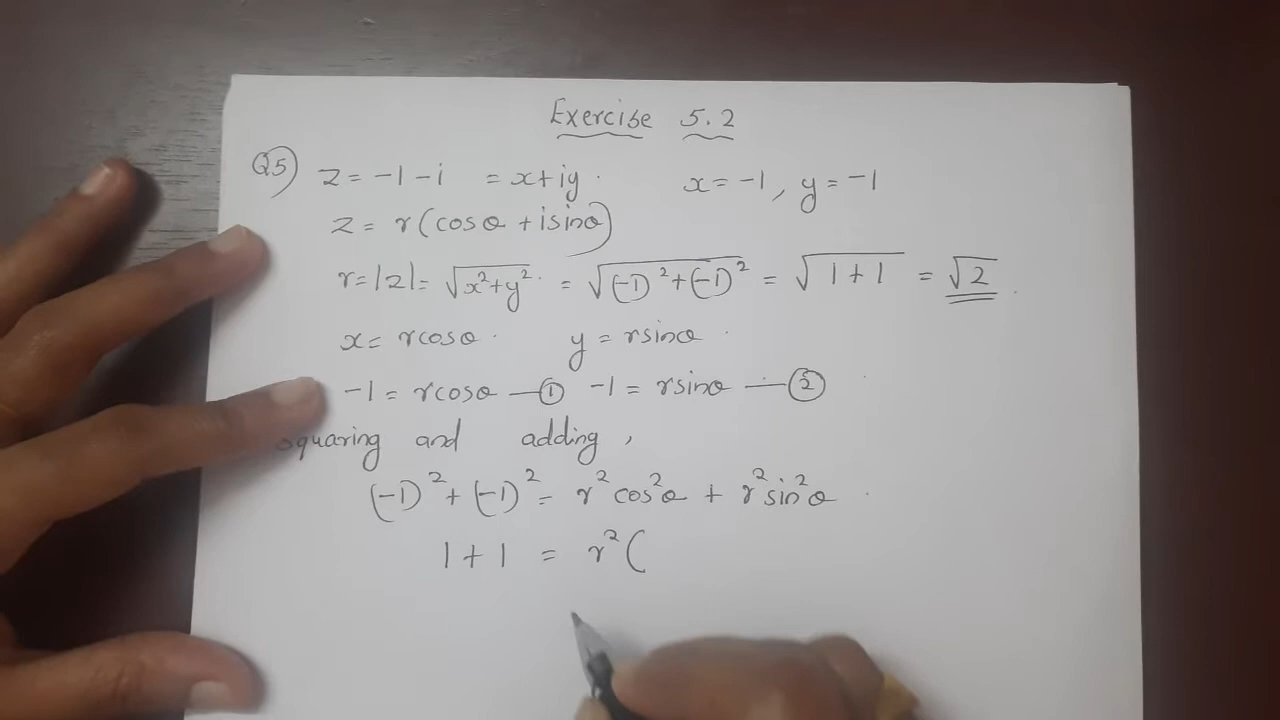 Exercise 5.2
Q5) z = -1 - i = x + iy. x = -1, y = -1
z = r(cosθ + isinθ)
r = |z| = √x²+y² = √(-1)²+(-1)² = √1+1 = √2
x = rcosθ. y = rsinθ.
-1 = rcosθ — ① -1 = rsinθ — ②
Squaring and adding,
(-1)² + (-1)² = r²cos²θ + r²sin²θ
1 + 1 = r²(